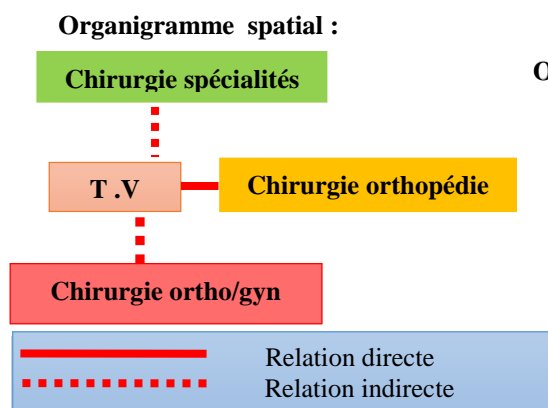 Organigramme spatial :
Chirurgie spécialités
O
T .V
Chirurgie orthopédie
Chirurgie ortho/gyn
Relation directe
Relation indirecte